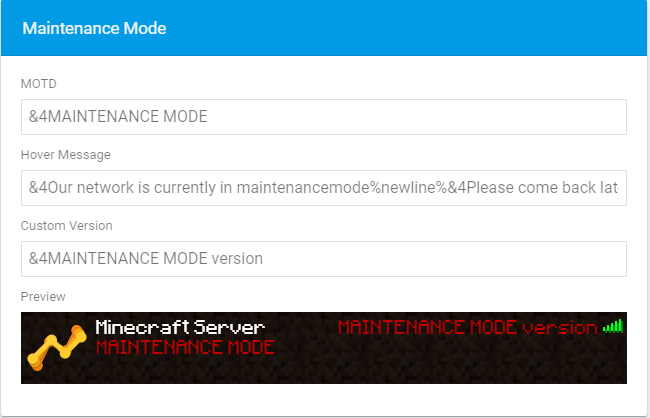 Maintenance Mode
MOTD
&4MAINTENANCE MODE
Hover Message
&4Our network is currently in maintenancemode%newline%&4Please come back lat
Custom Version
&4MAINTENANCE MODE version
Preview
Minecraft Server MAINTENANCE MODE version
MAINTENANCE MODE